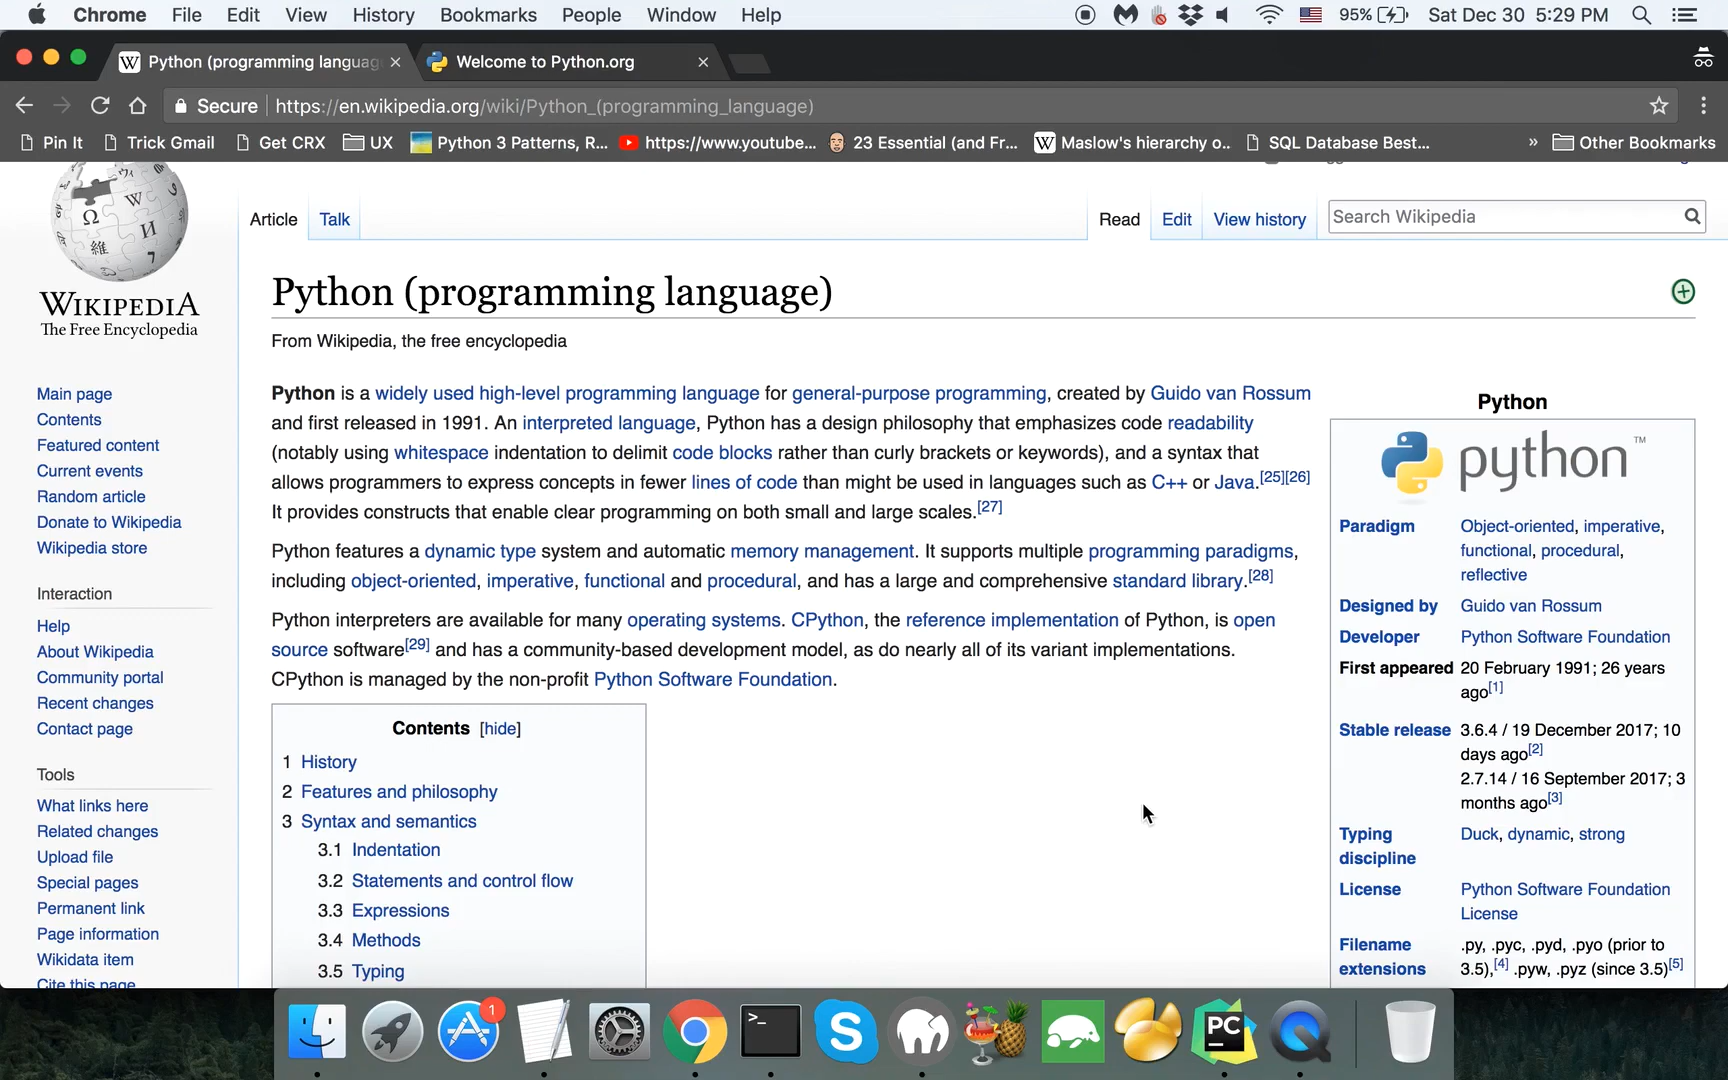 Chrome File Edit View History Bookmarks People Window Help 95% Sat Dec 30 5:29 PM
Python (programming languag Welcome to Python.org
Secure https://en.wikipedia.org/wiki/Python_(programming_language)
Pin It Trick Gmail Get CRX UX Python 3 Patterns, R... https://www.youtube... 23 Essential (and Fr... Maslow's hierarchy o.. SQL Database Best... » Other Bookmarks
WIKIPEDIA
The Free Encyclopedia
Main page
Contents
Featured content
Current events
Random article
Donate to Wikipedia
Wikipedia store
Interaction
Help
About Wikipedia
Community portal
Recent changes
Contact page
Tools
What links here
Related changes
Upload file
Special pages
Permanent link
Page information
Wikidata item
Cite this page
Article Talk Read Edit View history Search Wikipedia
Python (programming language)
From Wikipedia, the free encyclopedia
Python is a widely used high-level programming language for general-purpose programming, created by Guido van Rossum
and first released in 1991. An interpreted language, Python has a design philosophy that emphasizes code readability
(notably using whitespace indentation to delimit code blocks rather than curly brackets or keywords), and a syntax that
allows programmers to express concepts in fewer lines of code than might be used in languages such as C++ or Java.[25][26]
It provides constructs that enable clear programming on both small and large scales.[27]
Python features a dynamic type system and automatic memory management. It supports multiple programming paradigms,
including object-oriented, imperative, functional and procedural, and has a large and comprehensive standard library.[28]
Python interpreters are available for many operating systems. CPython, the reference implementation of Python, is open
source software[29] and has a community-based development model, as do nearly all of its variant implementations.
CPython is managed by the non-profit Python Software Foundation.
Contents [hide]
1 History
2 Features and philosophy
3 Syntax and semantics
3.1 Indentation
3.2 Statements and control flow
3.3 Expressions
3.4 Methods
3.5 Typing
Python
python™
Paradigm Object-oriented, imperative,
functional, procedural,
reflective
Designed by Guido van Rossum
Developer Python Software Foundation
First appeared 20 February 1991; 26 years
ago[1]
Stable release 3.6.4 / 19 December 2017; 10
days ago[2]
2.7.14 / 16 September 2017; 3
months ago[3]
Typing Duck, dynamic, strong
discipline
License Python Software Foundation
License
Filename .py, .pyc, .pyd, .pyo (prior to
extensions 3.5),[4] .pyw, .pyz (since 3.5)[5]
1
>_
S
PC